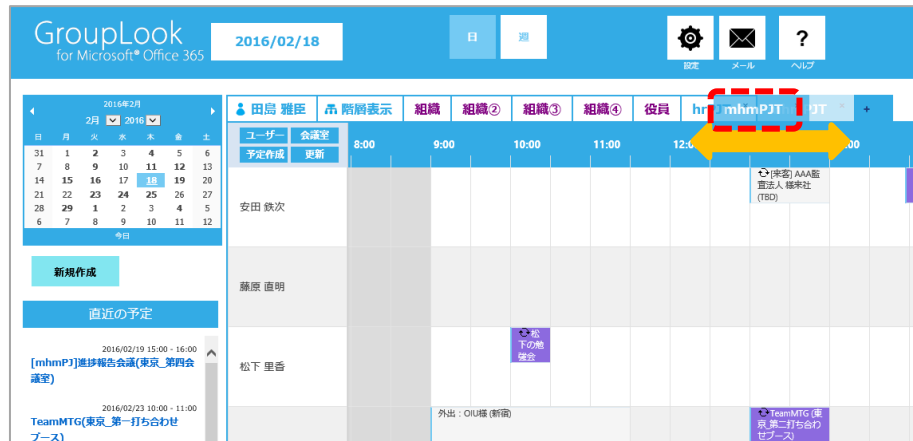 GroupLook
for Microsoft® Office 365
2016/02/18
日
週
設定
メール
?
ヘルプ
2016年2月
2月 2016
日 月 火 水 木 金 土
31 1 2 3 4 5 6
7 8 9 10 11 12 13
14 15 16 17 18 19 20
21 22 23 24 25 26 27
28 29 1 2 3 4 5
6 7 8 9 10 11 12
今日
新規作成
直近の予定
2016/02/19 15:00 - 16:00
[mhmPJ]進捗報告会議(東京_第四会
議室)
2016/02/23 10:00 - 11:00
TeamMTG(東京_第一打ち合わせ
ブース)
田島 雅臣
階層表示
組織
組織②
組織③
組織④
役員
mhmPJT
+
ユーザー 会議室
予定作成 更新
8:00 9:00 10:00 11:00
安田 鉄次
[来客] AAA監
査法人 様来社
(TBD)
藤原 直明
松下 里香
松
下の勉
強会
外出：OIU様 (新宿)
TeamMTG (東
京_第二打ち合わ
せブース)